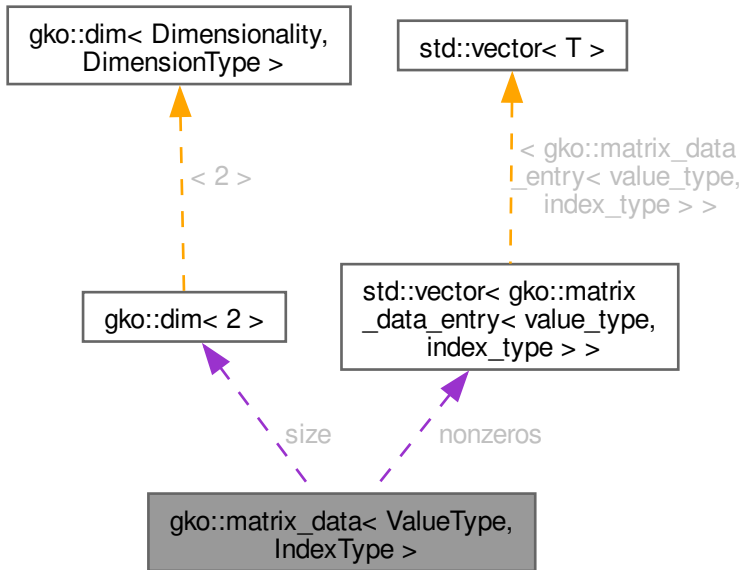 gko::dim< Dimensionality,
DimensionType >
std::vector< T >
< 2 >
< gko::matrix_data
_entry< value_type,
index_type > >
gko::dim< 2 >
std::vector< gko::matrix
_data_entry< value_type,
index_type > >
size
nonzeros
gko::matrix_data< ValueType,
IndexType >